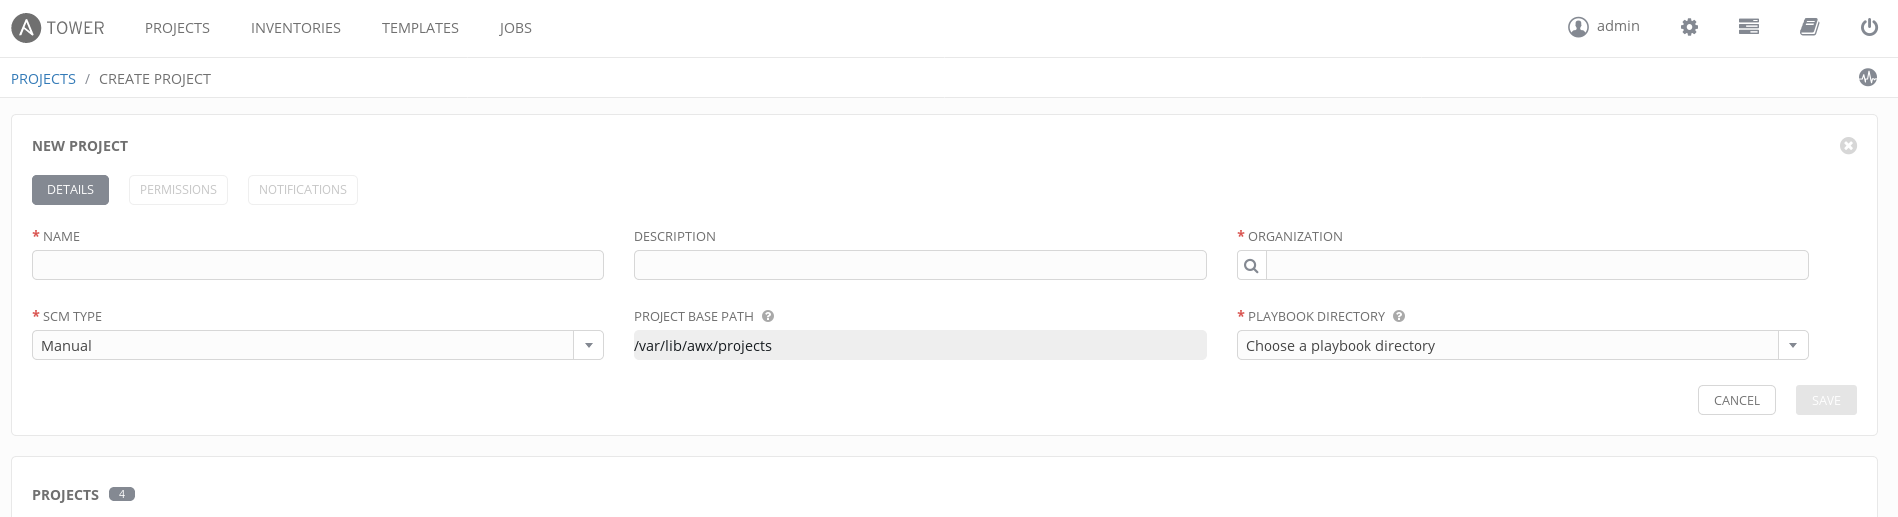 TOWER PROJECTS INVENTORIES TEMPLATES JOBS admin
PROJECTS / CREATE PROJECT
NEW PROJECT
DETAILS PERMISSIONS NOTIFICATIONS
* NAME DESCRIPTION * ORGANIZATION
* SCM TYPE PROJECT BASE PATH ? * PLAYBOOK DIRECTORY ?
Manual /var/lib/awx/projects Choose a playbook directory
CANCEL SAVE
PROJECTS 4